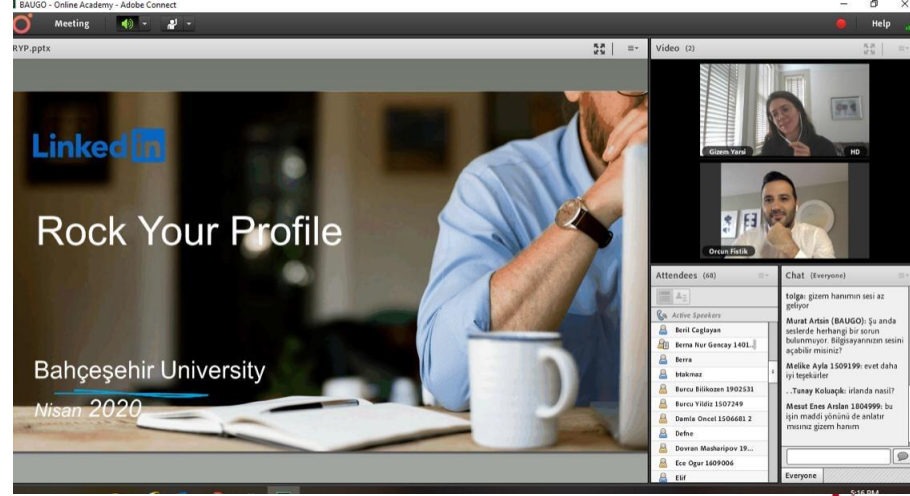 BAUGO - Online Academy - Adobe Connect
Meeting
Help
RYP.pptx
Linked in
Rock Your Profile
Bahçeşehir University
Nisan 2020
Video (2)
Gizem Yarsi
HD
Orcun Fistik
Attendees (60)
Active Speakers
Beril Caglayan
Berna Nur Gencay 1401..
Berra
btakmaz
Burcu Bilikozen 1902531
Burcu Yildiz 1507249
Damla Oncel 1506681 2
Defne
Dovran Masharipov 19...
Ece Ogur 1609006
Elif
Chat (Everyone)
tolga: gizem hanımın sesi az
geliyor
Murat Artsin (BAUGO): Şu anda
seslerde herhangi bir sorun
bulunmuyor. Bilgisayarınızın sesini
açabilir misiniz?
Melike Ayla 1509199: evet daha
iyi teşekürler
. .Tunay Koluaçık: irlanda nasil?
Mesut Enes Arslan 1804999: bu
işin maddi yönünü de anlatır
mısınız gizem hanım
Everyone
5:16 PM